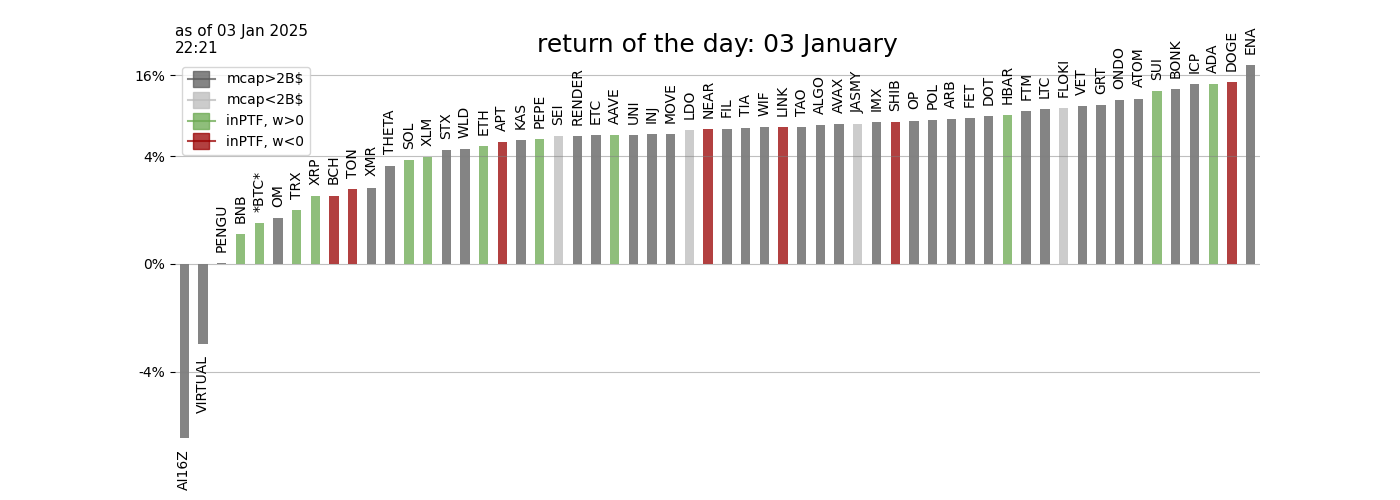 as of 03 Jan 2025
22:21
return of the day: 03 January
mcap>2B$
mcap<2B$
inPTF, w>0
inPTF, w<0
16%
4%
0%
-4%
AI16Z
VIRTUAL
PENGU
BNB
*BTC*
OM
TRX
XRP
BCH
TON
XMR
THETA
SOL
XLM
STX
WLD
ETH
APT
KAS
PEPE
SEI
RENDER
ETC
AAVE
UNI
INJ
MOVE
LDO
NEAR
FIL
TIA
WIF
LINK
TAO
ALGO
AVAX
JASMY
IMX
SHIB
OP
POL
ARB
FET
DOT
HBAR
FTM
LTC
FLOKI
VET
GRT
ONDO
ATOM
SUI
BONK
ICP
ADA
DOGE
ENA